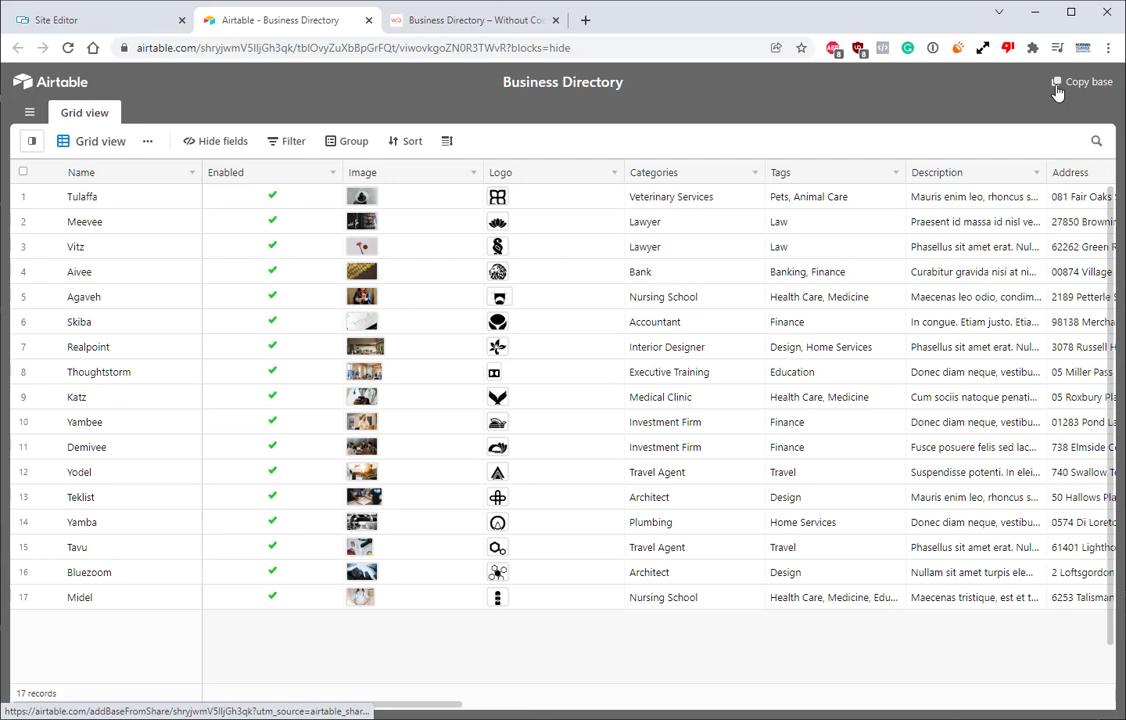 Site Editor
Airtable - Business Directory
Business Directory – Without Co
airtable.com/shryjwmV5IIjGh3qk/tblOvyZuXbBpGrFQt/viwovkgoZN0R3TWvR?blocks=hide
8
8
Airtable
Business Directory
Copy base
Grid view
Grid view
Hide fields
Filter
Group
Sort
Name Enabled Image Logo Categories Tags Description Address
1 Tulaffa Veterinary Services Pets, Animal Care Mauris enim leo, rhoncus s... 081 Fair Oaks
2 Meevee Lawyer Law Praesent id massa id nisl ve... 27850 Brownin
3 Vitz Lawyer Law Phasellus sit amet erat. Nul... 62262 Green R
4 Aivee Bank Banking, Finance Curabitur gravida nisi at ni... 00874 Village
5 Agaveh Nursing School Health Care, Medicine Maecenas leo odio, condim... 2189 Petterle
6 Skiba Accountant Finance In congue. Etiam justo. Etia... 98138 Mercha
7 Realpoint Interior Designer Design, Home Services Phasellus sit amet erat. Nul... 3078 Russell H
8 Thoughtstorm Executive Training Education Donec diam neque, vestibu... 05 Miller Pass
9 Katz Medical Clinic Health Care, Medicine Cum sociis natoque penati... 05 Roxbury Pla
10 Yambee Investment Firm Finance Donec diam neque, vestibu... 01283 Pond L
11 Demivee Investment Firm Finance Fusce posuere felis sed lac... 738 Elmside C
12 Yodel Travel Agent Travel Suspendisse potenti. In elei... 740 Swallow T
13 Teklist Architect Design Mauris enim leo, rhoncus s... 50 Hallows Pl
14 Yamba Plumbing Home Services Donec diam neque, vestibu... 0574 Di Loret
15 Tavu Travel Agent Travel Phasellus sit amet erat. Nul... 61401 Lightho
16 Bluezoom Architect Design Nullam sit amet turpis ele... 2 Loftsgordon
17 Midel Nursing School Health Care, Medicine, Edu... Maecenas tristique, est et t... 6253 Talisman
17 records
https://airtable.com/addBaseFromShare/shryjwmV5IIjGh3qk?utm_source=airtable_shar...